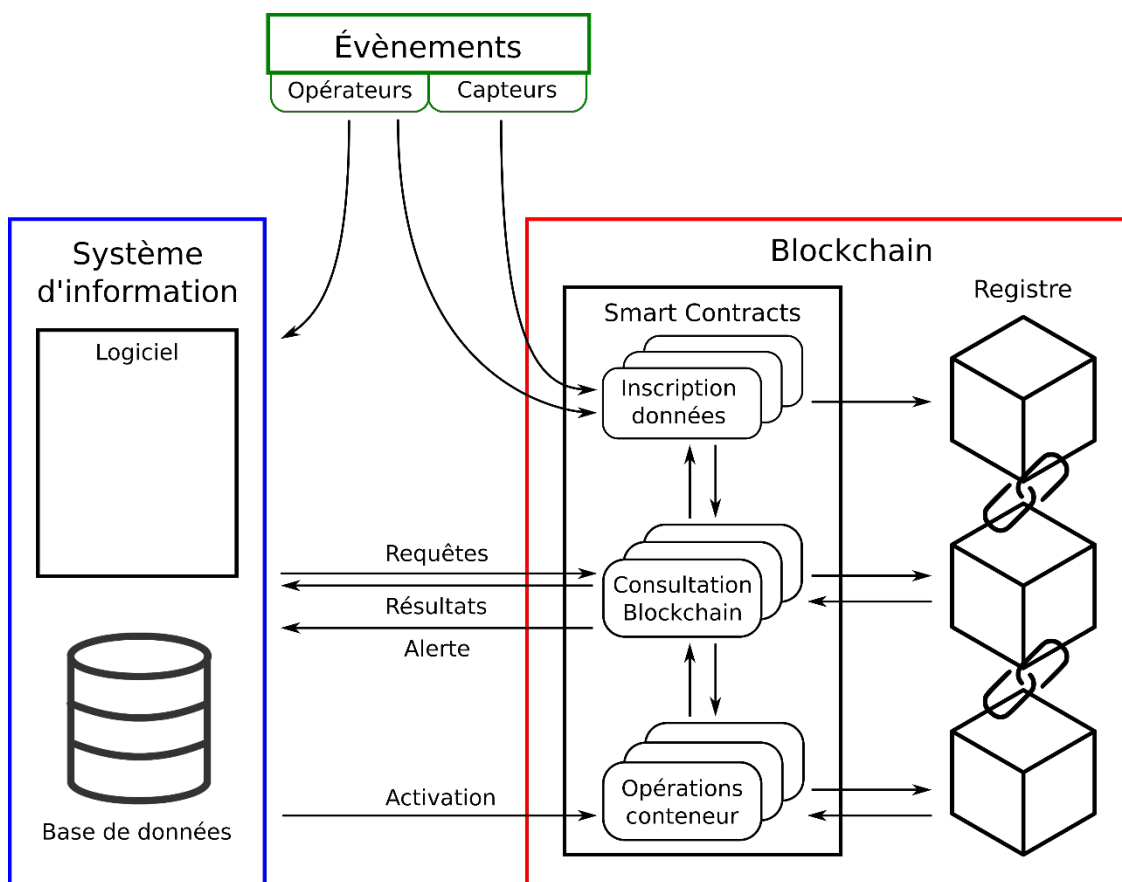 Évènements
Opérateurs
Capteurs
Système
d'information
Logiciel
Base de données
Requêtes
Résultats
Alerte
Activation
Blockchain
Smart Contracts
Inscription
données
Consultation
Blockchain
Opérations
conteneur
Registre